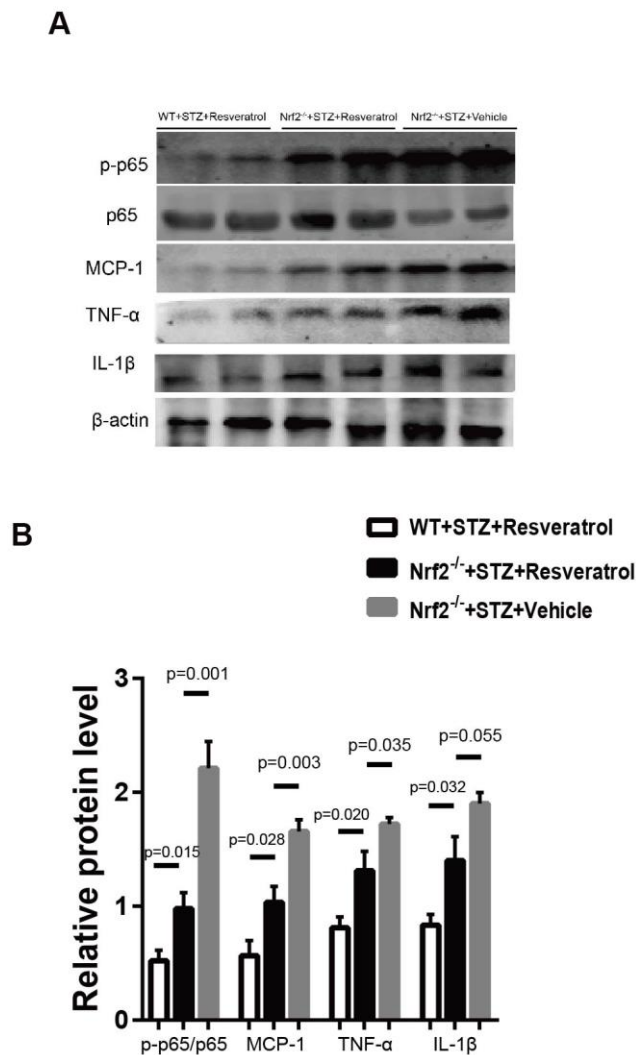 A
WT+STZ+Resveratrol Nrf2-/-+STZ+Resveratrol Nrf2-/-+STZ+Vehicle
p-p65
p65
MCP-1
TNF-α
IL-1β
β-actin
B
WT+STZ+Resveratrol
Nrf2-/-+STZ+Resveratrol
Nrf2-/-+STZ+Vehicle
Relative protein level
3
2
1
0
p=0.015
p=0.001
p=0.028
p=0.003
p=0.020
p=0.035
p=0.032
p=0.055
p-p65/p65 MCP-1 TNF-α IL-1β